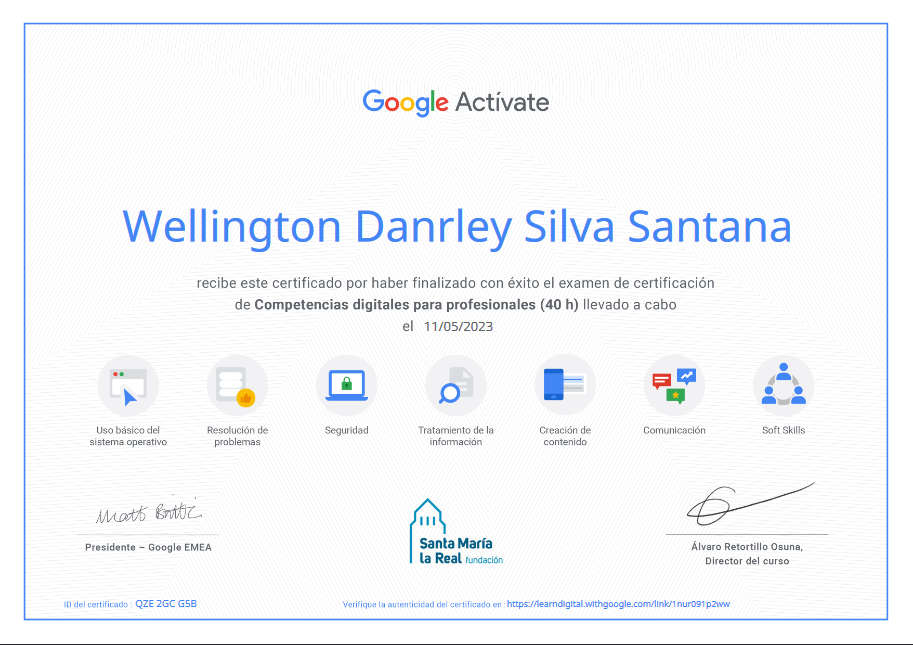 Google Actívate
Wellington Danrley Silva Santana
recibe este certificado por haber finalizado con éxito el examen de certificación
de Competencias digitales para profesionales (40 h) llevado a cabo
el 11/05/2023
Uso básico del
sistema operativo
Resolución de
problemas
Seguridad
Tratamiento de la
información
Creación de
contenido
Comunicación
Soft Skills
Matt Brittin
Presidente – Google EMEA
Santa María
la Real fundación
Álvaro Retortillo Osuna,
Director del curso
ID del certificado : QZE 2GC G5B
Verifique la autenticidad del certificado en : https://learndigital.withgoogle.com/link/1nur091p2ww